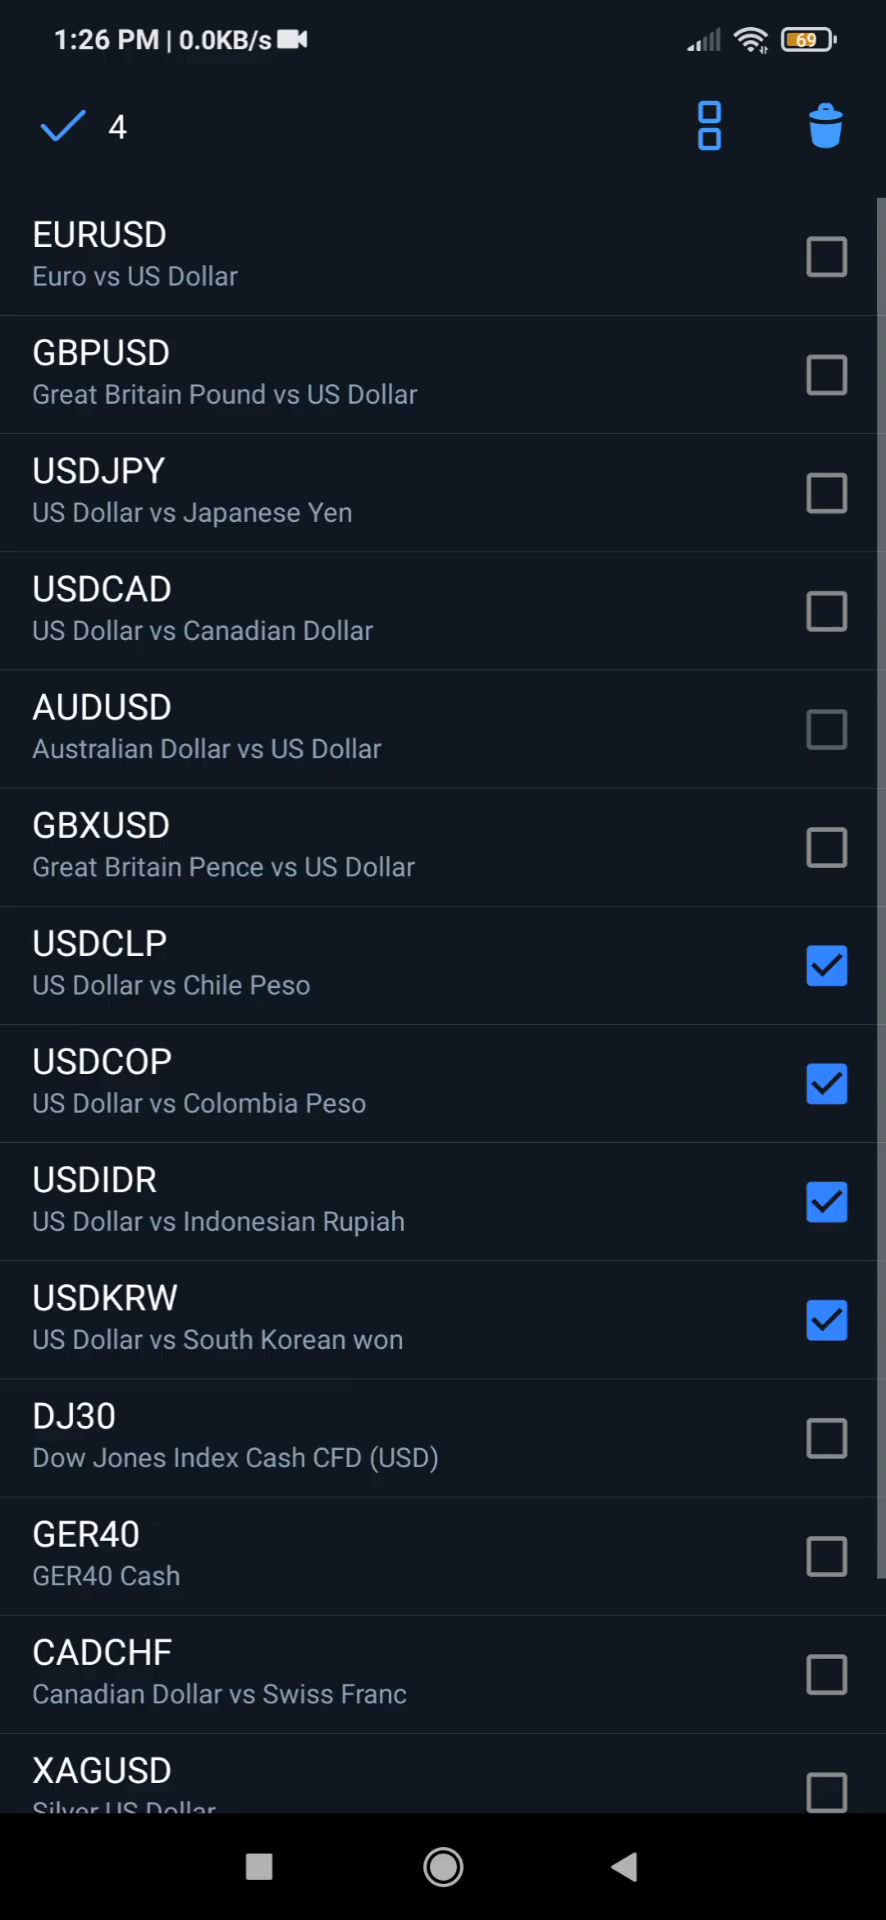 1:26 PM | 0.0KB/s
69
4
EURUSD
Euro vs US Dollar
GBPUSD
Great Britain Pound vs US Dollar
USDJPY
US Dollar vs Japanese Yen
USDCAD
US Dollar vs Canadian Dollar
AUDUSD
Australian Dollar vs US Dollar
GBXUSD
Great Britain Pence vs US Dollar
USDCLP
US Dollar vs Chile Peso
USDCOP
US Dollar vs Colombia Peso
USDIDR
US Dollar vs Indonesian Rupiah
USDKRW
US Dollar vs South Korean won
DJ30
Dow Jones Index Cash CFD (USD)
GER40
GER40 Cash
CADCHF
Canadian Dollar vs Swiss Franc
XAGUSD
Silver US Dollar